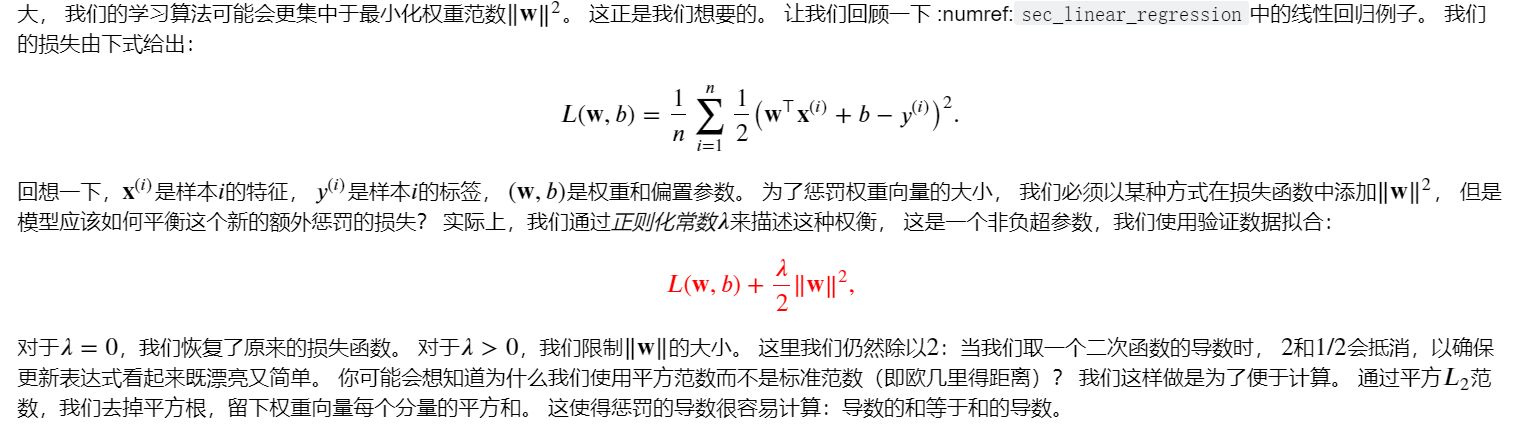 大， 我们的学习算法可能会更集中于最小化权重范数‖𝐰‖²。 这正是我们想要的。 让我们回顾一下 :numref: sec_linear_regression 中的线性回归例子。 我们
的损失由下式给出：
L(𝐰, b) = \frac{1}{n} \sum_{i=1}^{n} \frac{1}{2} (𝐰^⊤ 𝐱^{(i)} + b − y^{(i)})^2.
回想一下，𝐱^{(i)}是样本i的特征， y^{(i)}是样本i的标签， (𝐰, b)是权重和偏置参数。 为了惩罚权重向量的大小， 我们必须以某种方式在损失函数中添加‖𝐰‖²， 但是
模型应该如何平衡这个新的额外惩罚的损失？ 实际上，我们通过正则化常数λ来描述这种权衡， 这是一个非负超参数，我们使用验证数据拟合：
L(𝐰, b) + \frac{λ}{2} ‖𝐰‖²,
对于λ = 0，我们恢复了原来的损失函数。 对于λ > 0，我们限制‖𝐰‖的大小。 这里我们仍然除以2：当我们取一个二次函数的导数时， 2和1/2会抵消，以确保
更新表达式看起来既漂亮又简单。 你可能会想知道为什么我们使用平方范数而不是标准范数（即欧几里得距离）？ 我们这样做是为了便于计算。 通过平方L₂范
数，我们去掉平方根，留下权重向量每个分量的平方和。 这使得惩罚的导数很容易计算：导数的和等于和的导数。